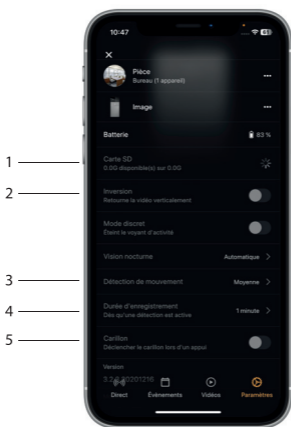 10:47
Pièce
Bureau (1 appareil)
Image
Batterie
83 %
1
Carte SD
0.0G disponible(s) sur 0.0G
2
Inversion
Retourne la vidéo verticalement
Mode discret
Éteint le voyant d'activité
Vision nocturne
Automatique
3
Détection de mouvement
Moyenne
4
Durée d'enregistrement
Dès qu'une détection est active
1 minute
5
Carillon
Déclencher le carillon lors d'un appui
Version
Direct
Évènements
Vidéos
Paramètres